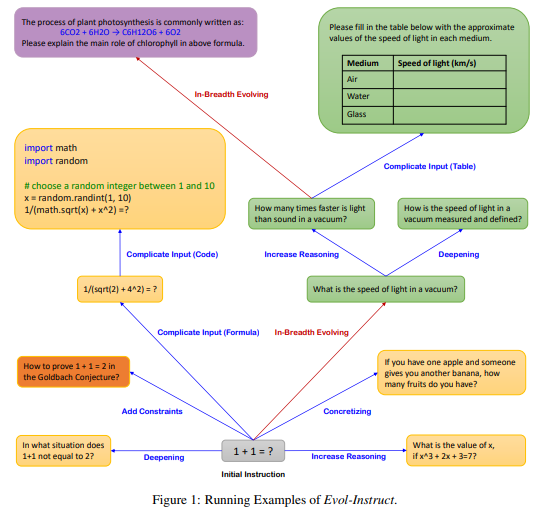 The process of plant photosynthesis is commonly written as:
6CO2 + 6H2O → C6H12O6 + 6O2
Please explain the main role of chlorophyll in above formula.
Please fill in the table below with the approximate
values of the speed of light in each medium.
Medium Speed of light (km/s)
Air
Water
Glass
In-Breadth Evolving
Complicate Input (Table)
import math
import random
# choose a random integer between 1 and 10
x = random.randint(1, 10)
1/(math.sqrt(x) + x^2) =?
How many times faster is light
than sound in a vacuum?
How is the speed of light in a
vacuum measured and defined?
Complicate Input (Code)
Increase Reasoning
Deepening
1/(sqrt(2) + 4^2) = ?
What is the speed of light in a vacuum?
Complicate Input (Formula)
In-Breadth Evolving
How to prove 1 + 1 = 2 in
the Goldbach Conjecture?
If you have one apple and someone
gives you another banana, how
many fruits do you have?
Add Constraints
Concretizing
In what situation does
1+1 not equal to 2?
Deepening
1 + 1 = ?
Increase Reasoning
What is the value of x,
if x^3 + 2x + 3=7?
Initial Instruction
Figure 1: Running Examples of Evol-Instruct.